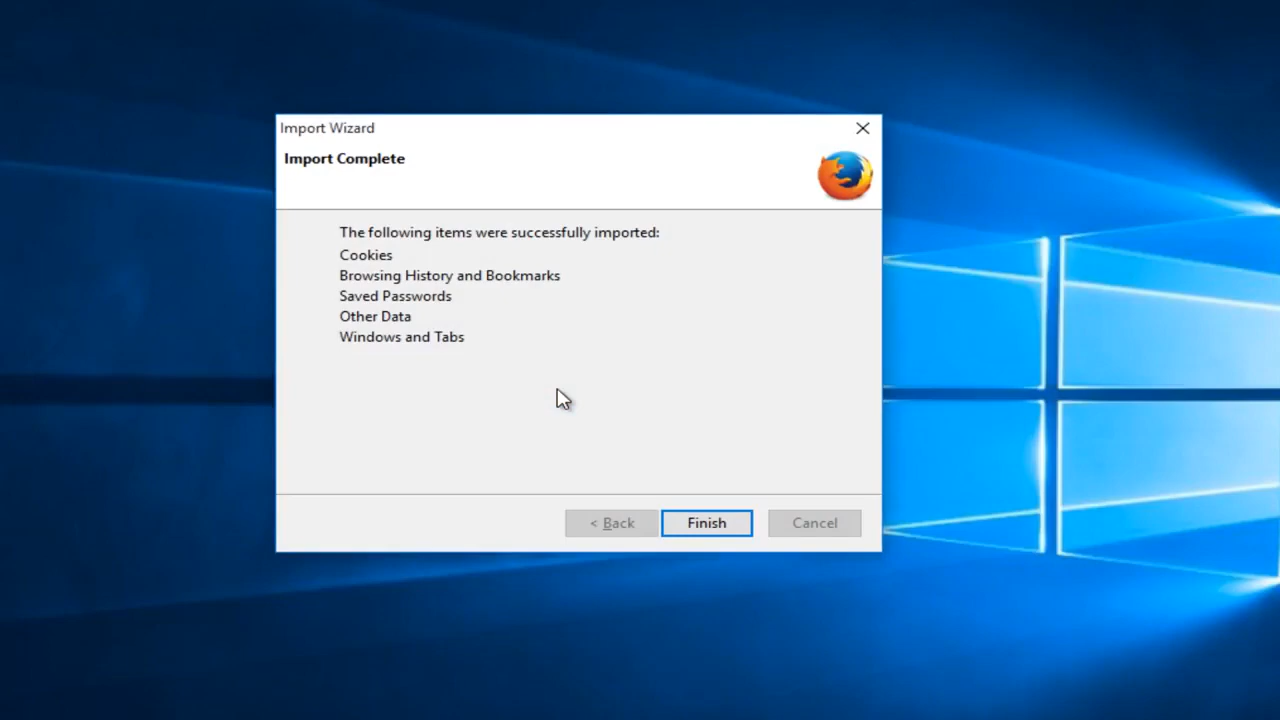 Import Wizard
Import Complete
The following items were successfully imported:
Cookies
Browsing History and Bookmarks
Saved Passwords
Other Data
Windows and Tabs
< Back
Finish
Cancel